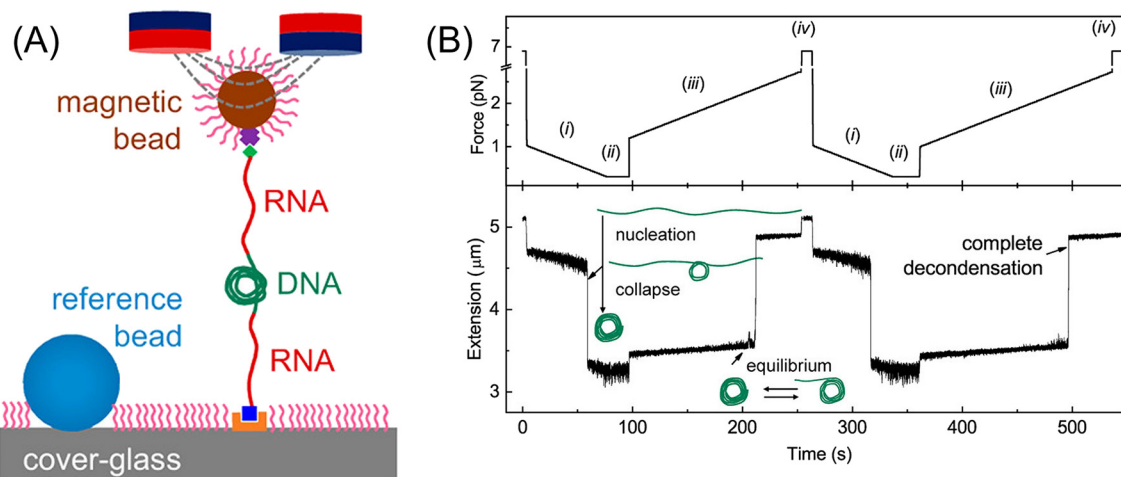 (A)
magnetic
bead
RNA
DNA
reference
bead
RNA
cover-glass
(B)
Force (pN)
7
2
1
(i)
(ii)
(iii)
(iv)
(i)
(ii)
(iii)
(iv)
Extension (μm)
5
4
3
nucleation
collapse
equilibrium
complete
decondensation
0
100
200
300
400
500
Time (s)